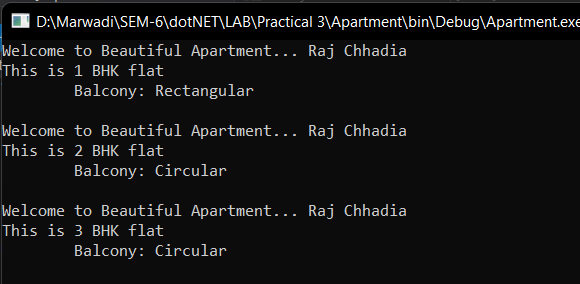 D:\Marwadi\SEM-6\dotNET\LAB\Practical 3\Apartment\bin\Debug\Apartment.exe
Welcome to Beautiful Apartment... Raj Chhadia
This is 1 BHK flat
Balcony: Rectangular
Welcome to Beautiful Apartment... Raj Chhadia
This is 2 BHK flat
Balcony: Circular
Welcome to Beautiful Apartment... Raj Chhadia
This is 3 BHK flat
Balcony: Circular